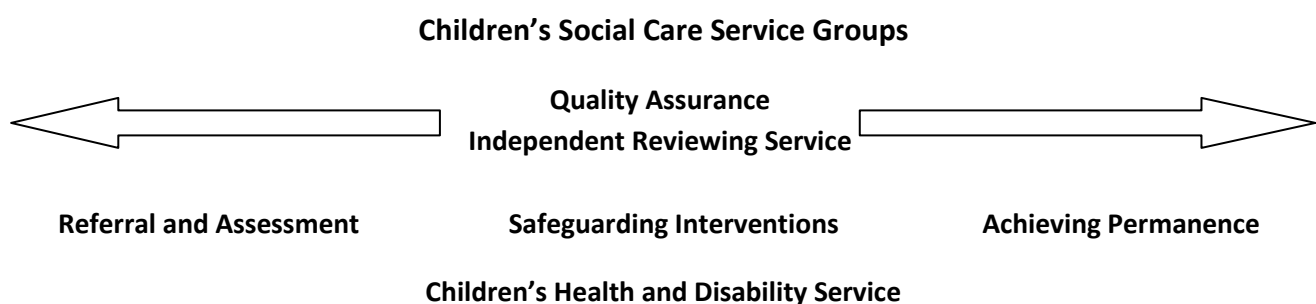 Children’s Social Care Service Groups
Quality Assurance
Independent Reviewing Service
Referral and Assessment Safeguarding Interventions Achieving Permanence
Children’s Health and Disability Service